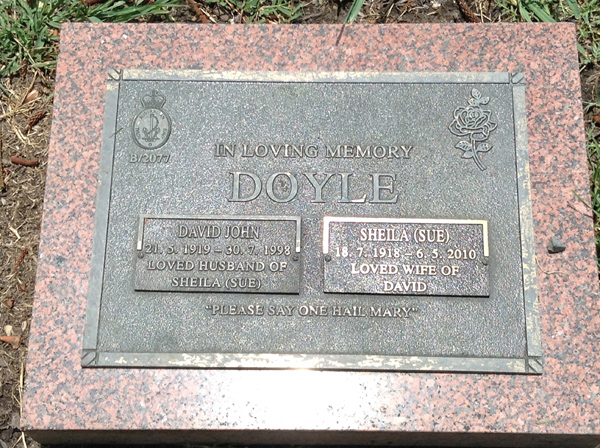 B/2077
IN LOVING MEMORY
DOYLE
DAVID JOHN
21. 5. 1919 – 30. 7. 1998
LOVED HUSBAND OF
SHEILA (SUE)
SHEILA (SUE)
18. 7. 1918 – 6. 5. 2010
LOVED WIFE OF
DAVID
"PLEASE SAY ONE HAIL MARY"